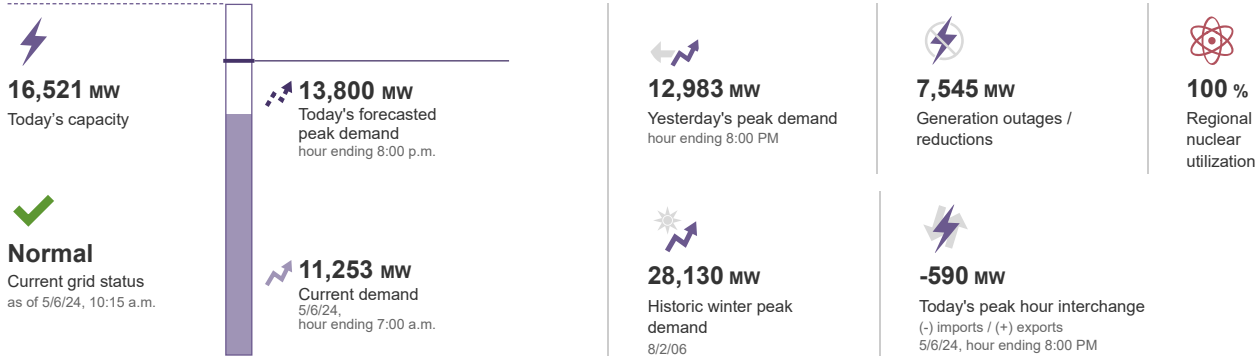 16,521 MW
Today's capacity
Normal
Current grid status
as of 5/6/24, 10:15 a.m.
13,800 MW
Today's forecasted
peak demand
hour ending 8:00 p.m.
11,253 MW
Current demand
5/6/24,
hour ending 7:00 a.m.
12,983 MW
Yesterday's peak demand
hour ending 8:00 PM
7,545 MW
Generation outages /
reductions
100 %
Regional
nuclear
utilization
28,130 MW
Historic winter peak
demand
8/2/06
-590 MW
Today's peak hour interchange
(-) imports / (+) exports
5/6/24, hour ending 8:00 PM